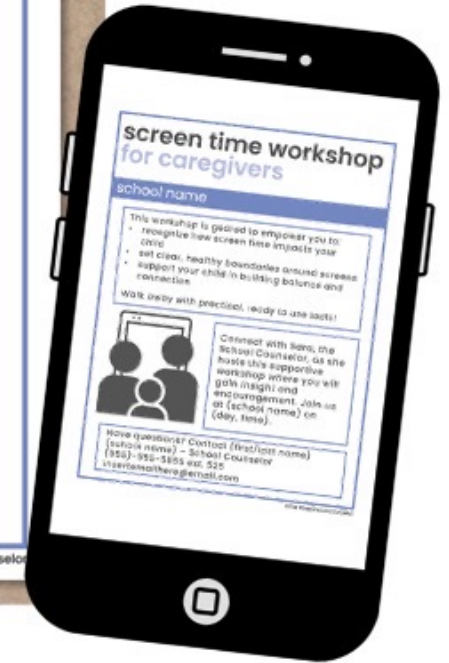 screen time workshop
for caregivers
school name
This workshop is geared to empower you to:
• recognize how screen time impacts your
child
• set clear, healthy boundaries around screens
• support your child in building balance and
connection
Walk away with practical, ready to use tools!
Connect with Sara, the
School Counselor, as she
hosts this supportive
workshop where you will
gain insight and
encouragement. Join us
at (school name) on
(day, time).
Have questions? Contact (first/last name)
(school name) - School Counselor
(555)-555-5555 ext. 525
insertemailhere@email.com